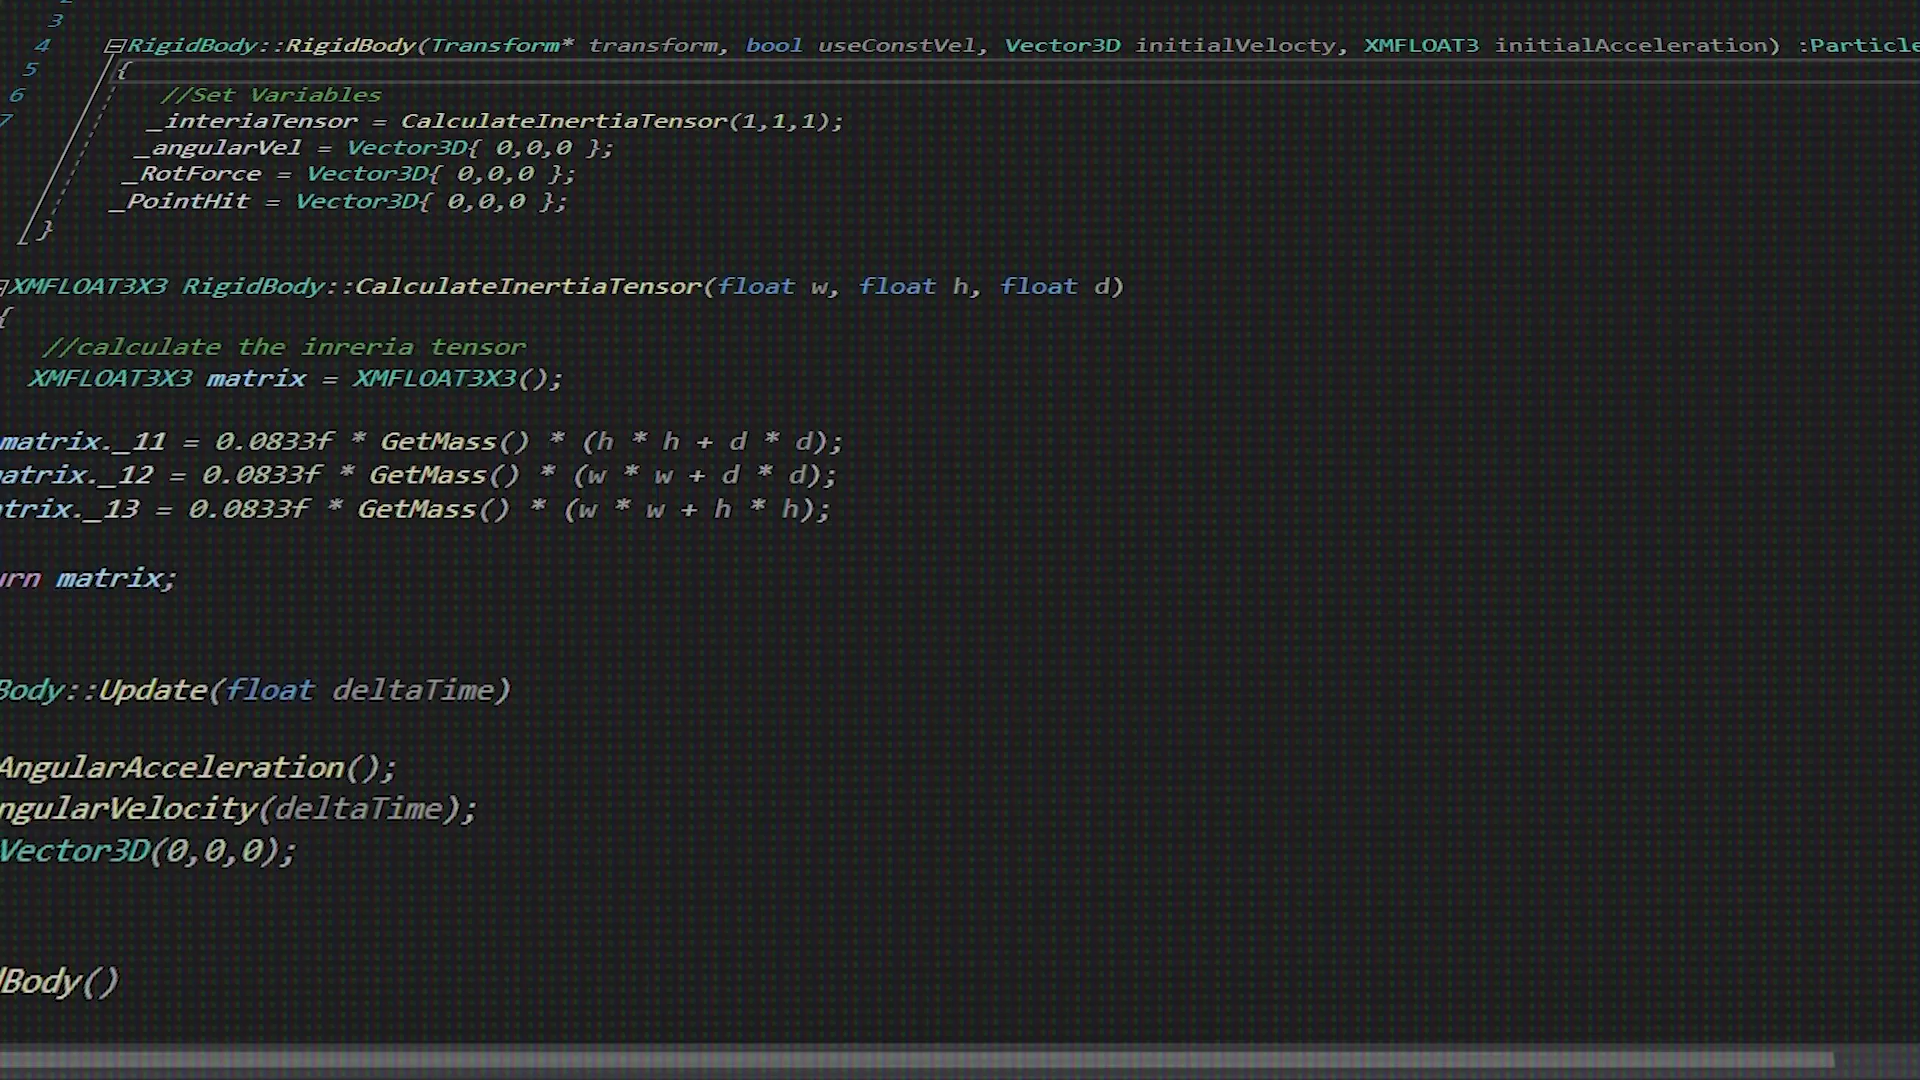 3
4 RigidBody::RigidBody(Transform* transform, bool useConstVel, Vector3D initialVelocty, XMFLOAT3 initialAcceleration) :Particle
5 {
6 //Set Variables
7 _interiaTensor = CalculateInertiaTensor(1,1,1);
_angularVel = Vector3D{ 0,0,0 };
_RotForce = Vector3D{ 0,0,0 };
_PointHit = Vector3D{ 0,0,0 };
}
XMFLOAT3X3 RigidBody::CalculateInertiaTensor(float w, float h, float d)
{
//calculate the inreria tensor
XMFLOAT3X3 matrix = XMFLOAT3X3();
matrix._11 = 0.0833f * GetMass() * (h * h + d * d);
atrix._12 = 0.0833f * GetMass() * (w * w + d * d);
trix._13 = 0.0833f * GetMass() * (w * w + h * h);
urn matrix;
Body::Update(float deltaTime)
AngularAcceleration();
ngularVelocity(deltaTime);
Vector3D(0,0,0);
dBody()